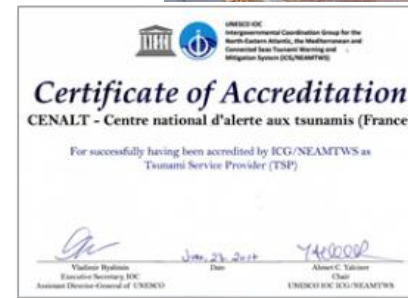 UNESCO IOC
Intergovernmental Coordination Group for the
North-Eastern Atlantic, the Mediterranean and
Connected Seas Tsunami Warning and
Mitigation System (ICG/NEAMTWS)
Certificate of Accreditation
CENALT - Centre national d'alerte aux tsunamis (France
For successfully having been accredited by ICG/NEAMTWS as
Tsunami Service Provider (TSP)
Vladimir Ryabinin
Date
Ahmet C. Yalciner
Executive Secretary, IOC
Chair
Assistant Director-General of UNESCO
UNESCO IOC ICG/NEAMTWS